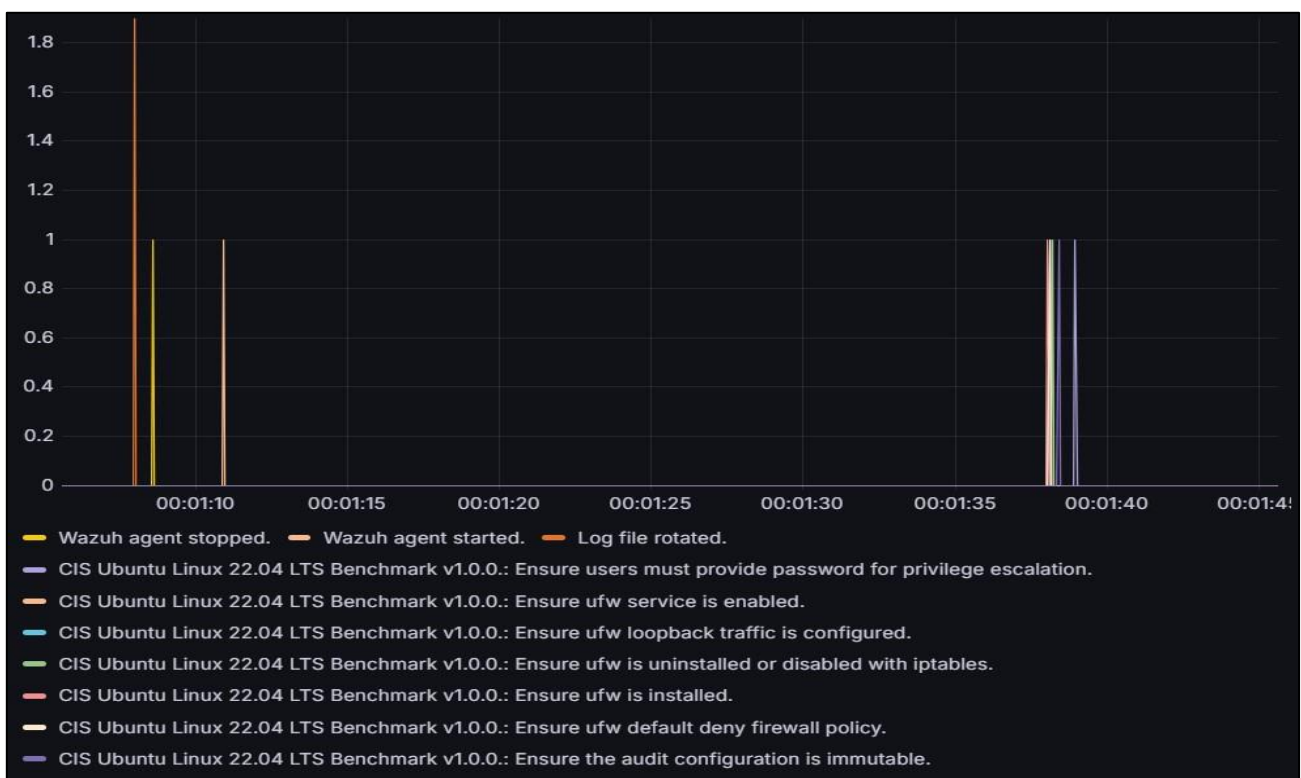 1.8
1.6
1.4
1.2
1
0.8
0.6
0.4
0.2
0
00:01:10 00:01:15 00:01:20 00:01:25 00:01:30 00:01:35 00:01:40 00:01:45
Wazuh agent stopped. Wazuh agent started. Log file rotated.
CIS Ubuntu Linux 22.04 LTS Benchmark v1.0.0.: Ensure users must provide password for privilege escalation.
CIS Ubuntu Linux 22.04 LTS Benchmark v1.0.0.: Ensure ufw service is enabled.
CIS Ubuntu Linux 22.04 LTS Benchmark v1.0.0.: Ensure ufw loopback traffic is configured.
CIS Ubuntu Linux 22.04 LTS Benchmark v1.0.0.: Ensure ufw is uninstalled or disabled with iptables.
CIS Ubuntu Linux 22.04 LTS Benchmark v1.0.0.: Ensure ufw is installed.
CIS Ubuntu Linux 22.04 LTS Benchmark v1.0.0.: Ensure ufw default deny firewall policy.
CIS Ubuntu Linux 22.04 LTS Benchmark v1.0.0.: Ensure the audit configuration is immutable.